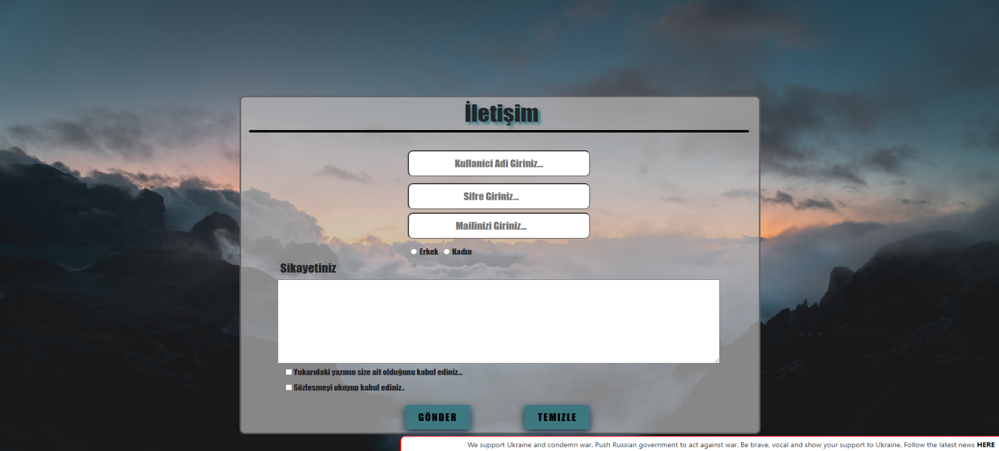 İletişim
Kullanici Adi Giriniz...
Sifre Giriniz...
Mailinizi Giriniz...
Erkek Kadın
Sikayetiniz
Yukarıdaki yazının size ait olduğunu kabul ediniz...
Sözlesmeyi okuyup kabul ediniz..
GÖNDER TEMIZLE
We support Ukraine and condemn war. Push Russian government to act against war. Be brave, vocal and show your support to Ukraine. Follow the latest news HERE